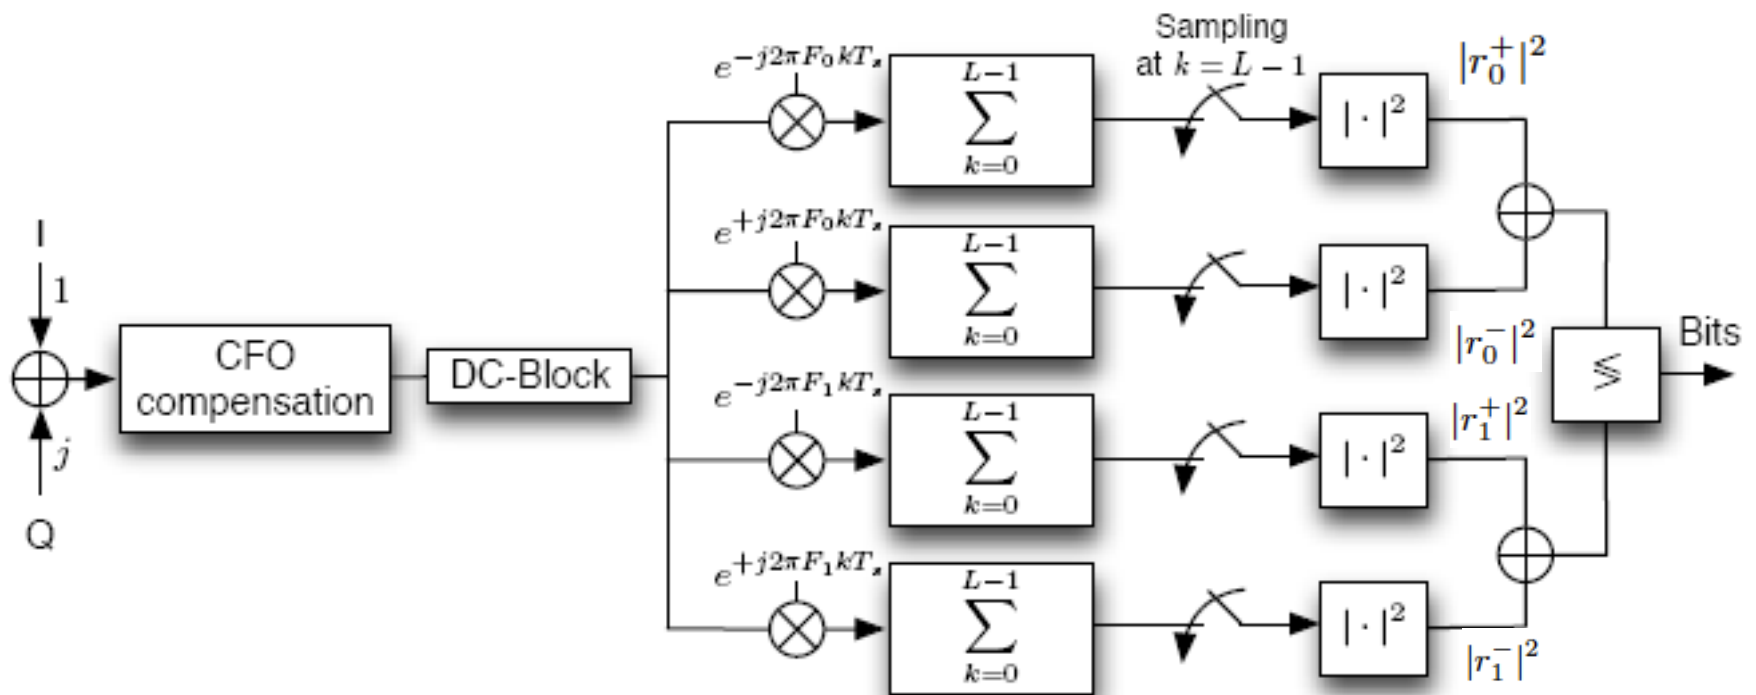 Sampling
at k = L − 1
|r₀⁺|²
e^{−j2πF₀kTₛ}
L−1
∑
k=0
|·|²
e^{+j2πF₀kTₛ}
L−1
∑
k=0
|·|²
|r₀⁻|²
I
1
CFO
compensation
DC-Block
j
Q
e^{−j2πF₁kTₛ}
L−1
∑
k=0
|·|²
|r₁⁺|²
≶
Bits
e^{+j2πF₁kTₛ}
L−1
∑
k=0
|·|²
|r₁⁻|²